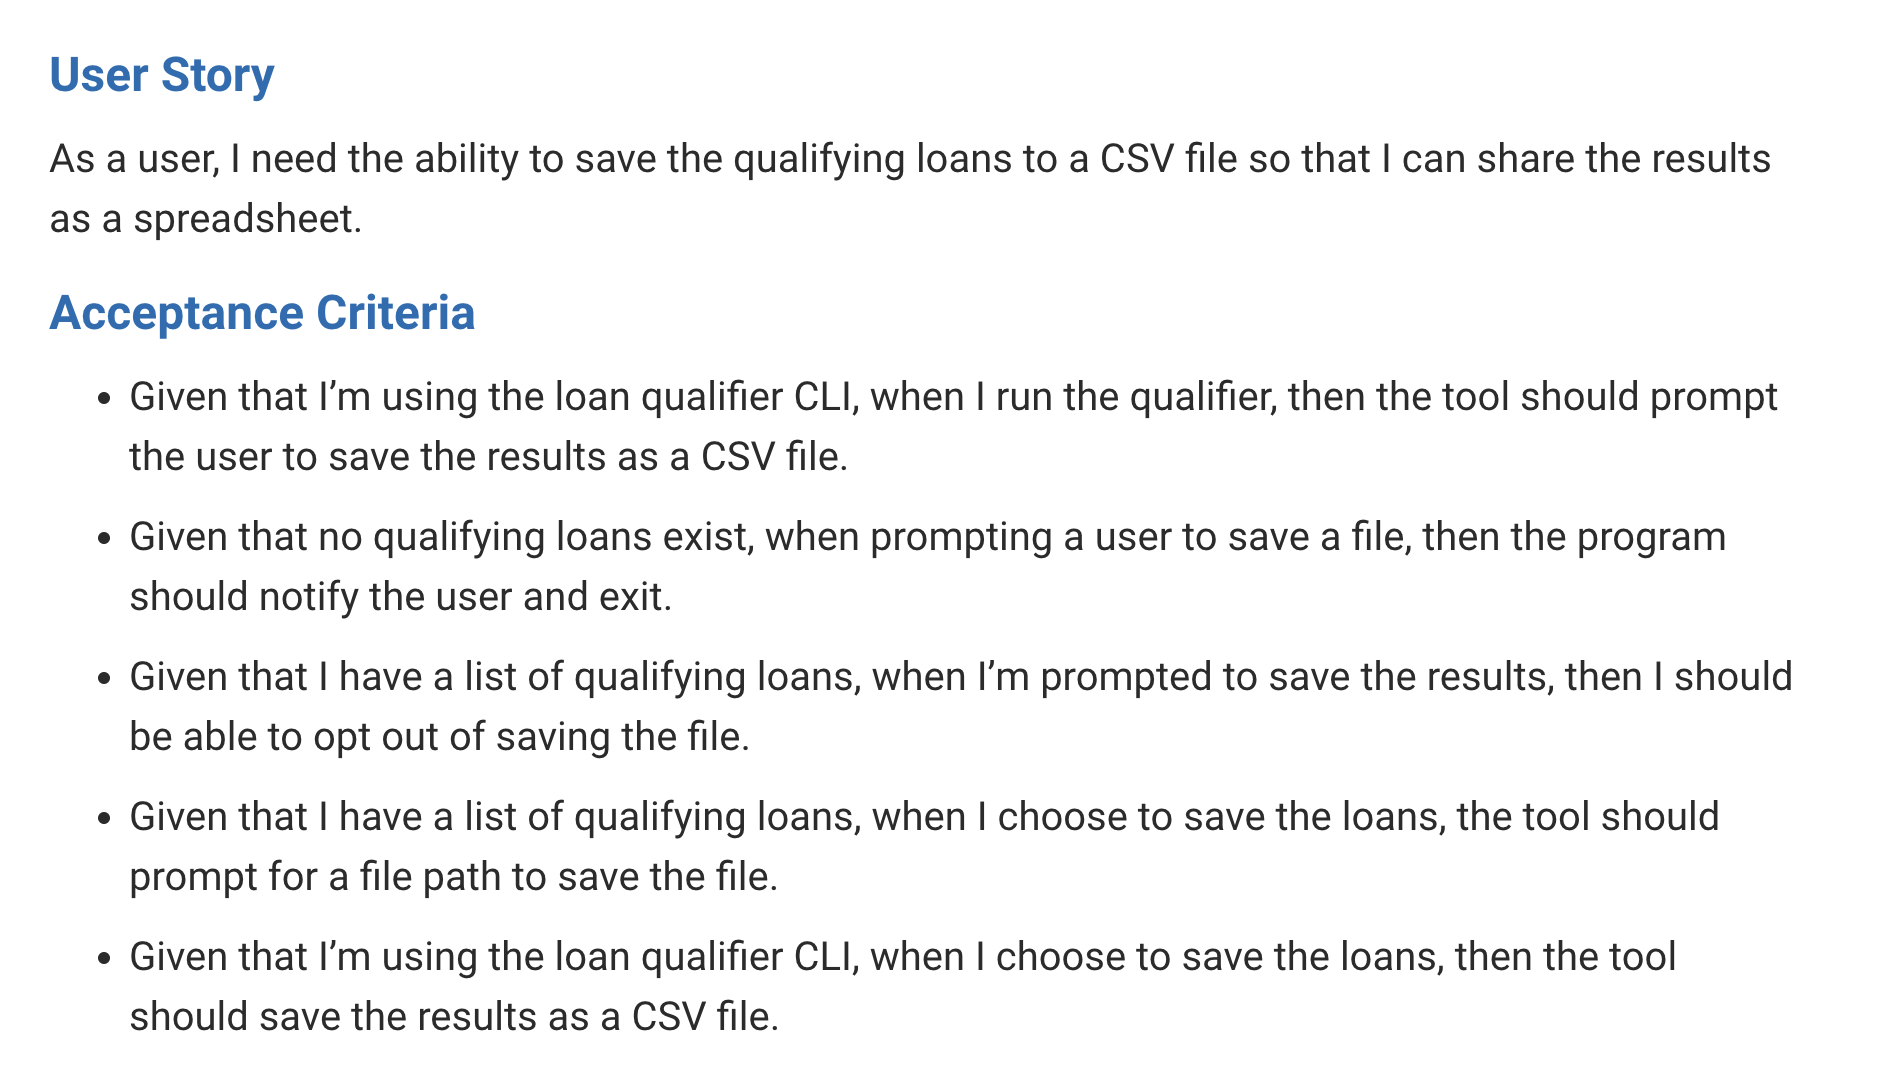 User Story
As a user, I need the ability to save the qualifying loans to a CSV file so that I can share the results
as a spreadsheet.
Acceptance Criteria
• Given that I’m using the loan qualifier CLI, when I run the qualifier, then the tool should prompt
the user to save the results as a CSV file.
• Given that no qualifying loans exist, when prompting a user to save a file, then the program
should notify the user and exit.
• Given that I have a list of qualifying loans, when I’m prompted to save the results, then I should
be able to opt out of saving the file.
• Given that I have a list of qualifying loans, when I choose to save the loans, the tool should
prompt for a file path to save the file.
• Given that I’m using the loan qualifier CLI, when I choose to save the loans, then the tool
should save the results as a CSV file.